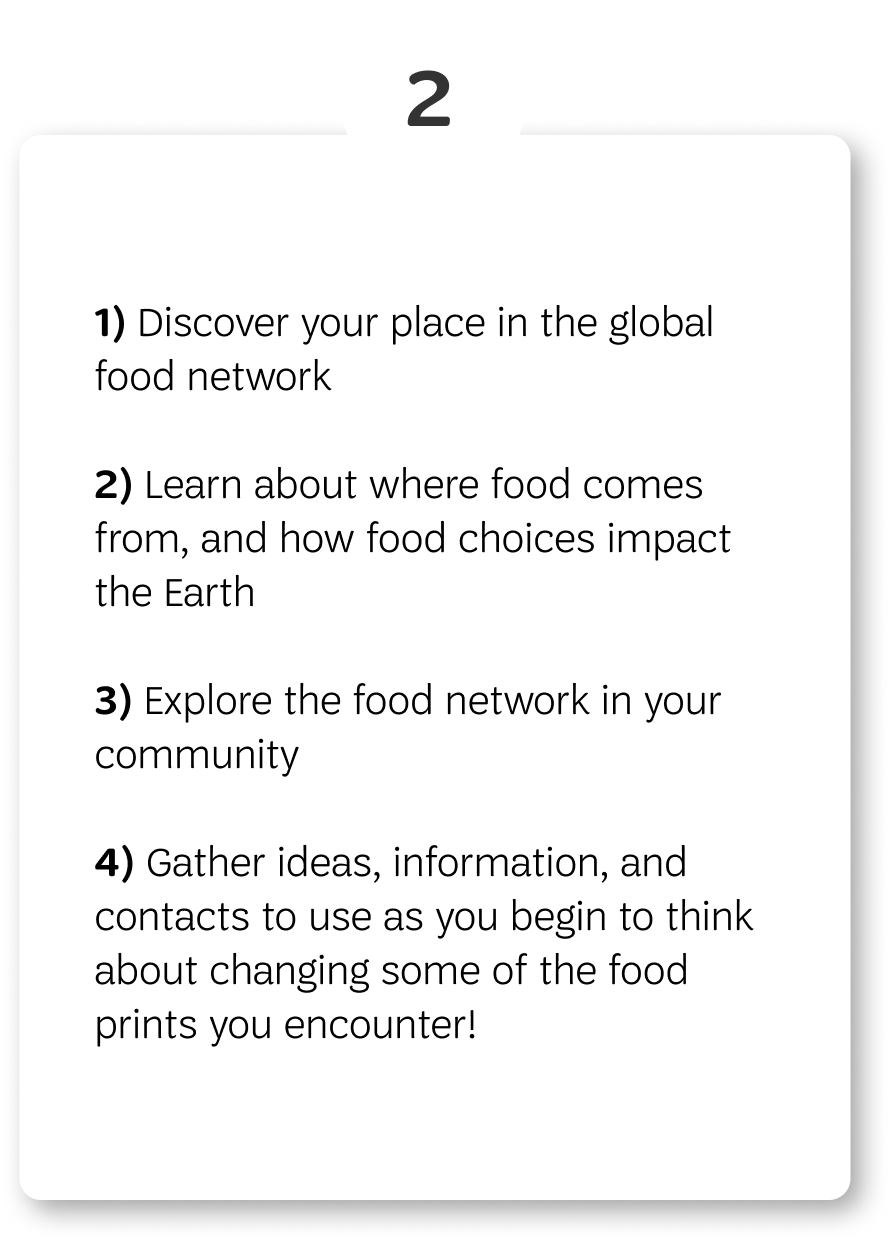 2
1) Discover your place in the global
food network
2) Learn about where food comes
from, and how food choices impact
the Earth
3) Explore the food network in your
community
4) Gather ideas, information, and
contacts to use as you begin to think
about changing some of the food
prints you encounter!